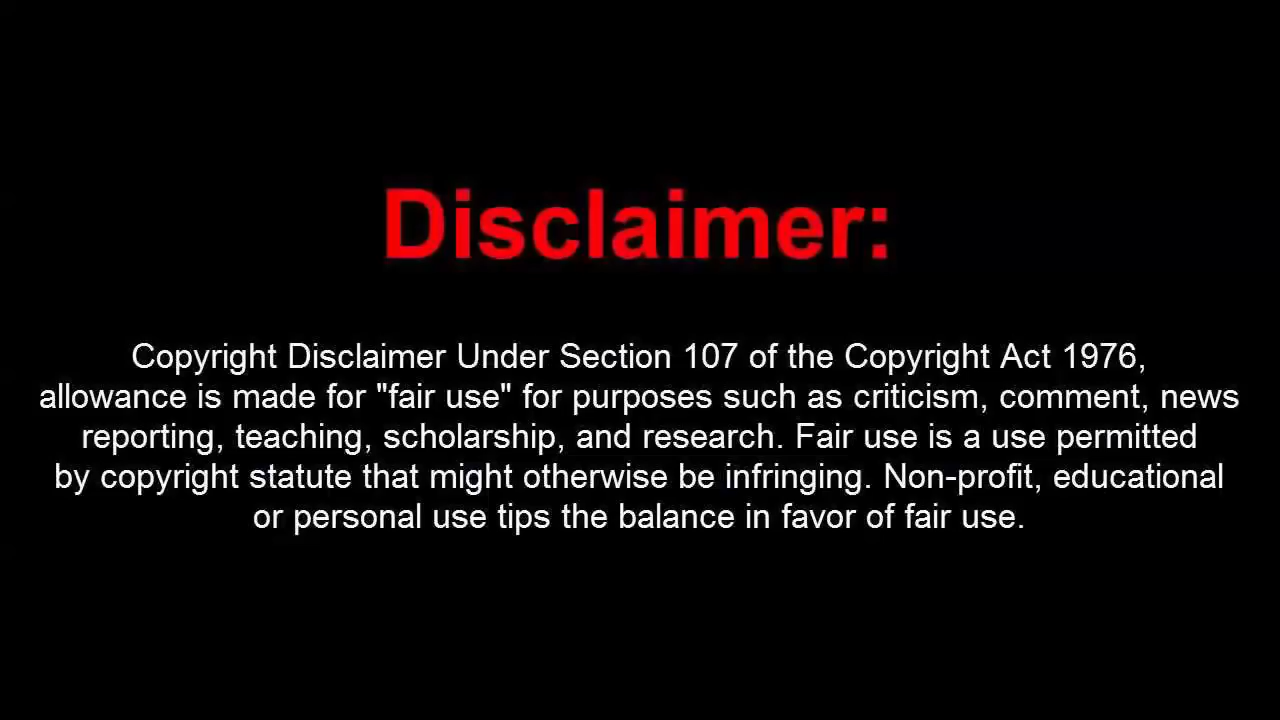 Disclaimer:
Copyright Disclaimer Under Section 107 of the Copyright Act 1976,
allowance is made for "fair use" for purposes such as criticism, comment, news
reporting, teaching, scholarship, and research. Fair use is a use permitted
by copyright statute that might otherwise be infringing. Non-profit, educational
or personal use tips the balance in favor of fair use.